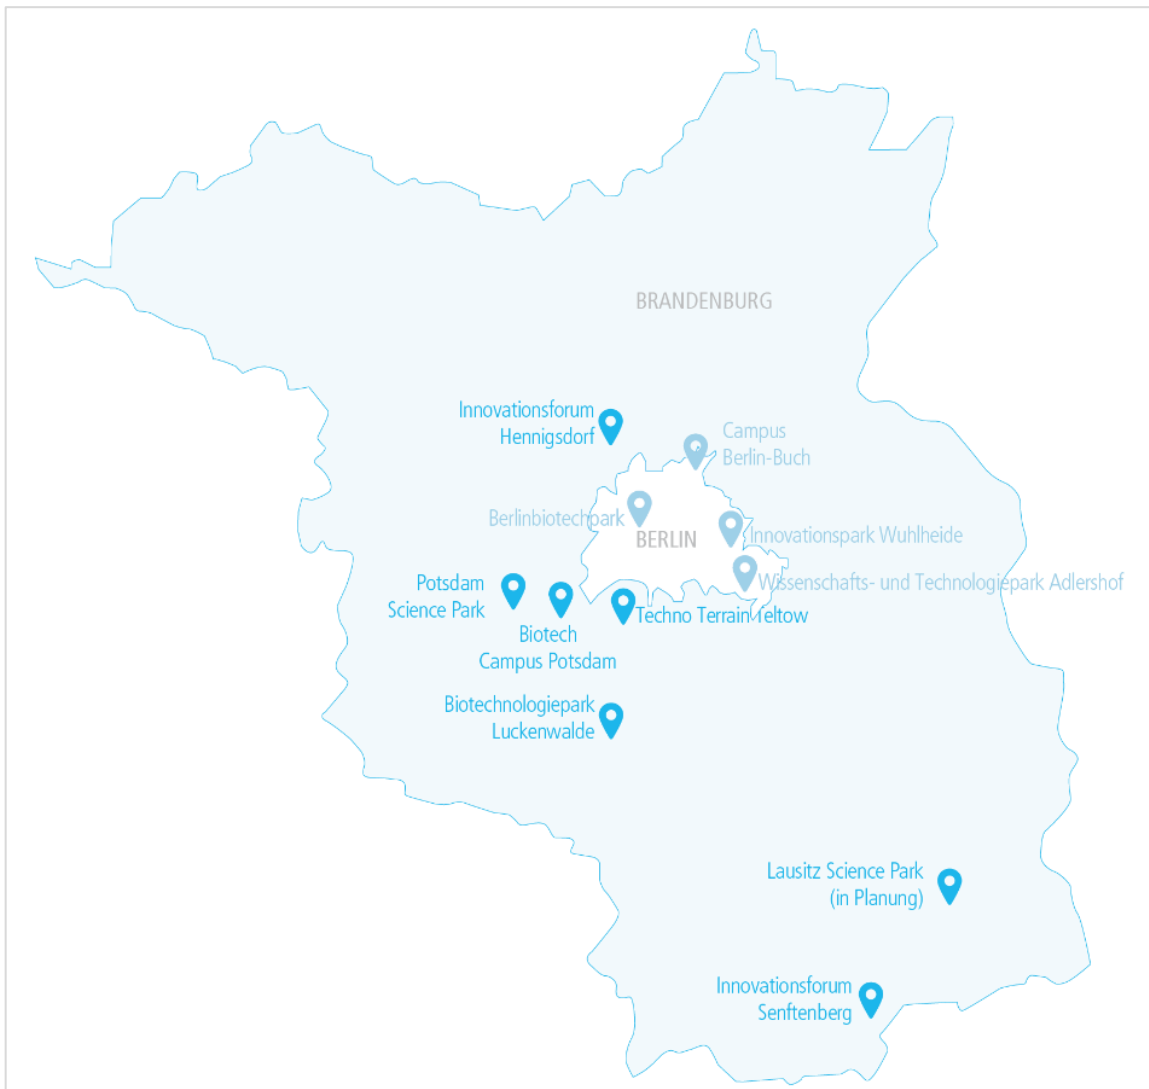 BRANDENBURG
Innovationsforum
Hennigsdorf
Campus
Berlin-Buch
Berlinbiotechpark
BERLIN
Innovationspark Wuhlheide
Wissenschafts- und Technologiepark Adlershof
Potsdam
Science Park
Biotech
Campus Potsdam
Techno Terrain Teltow
Biotechnologiepark
Luckenwalde
Lausitz Science Park
(in Planung)
Innovationsforum
Senftenberg